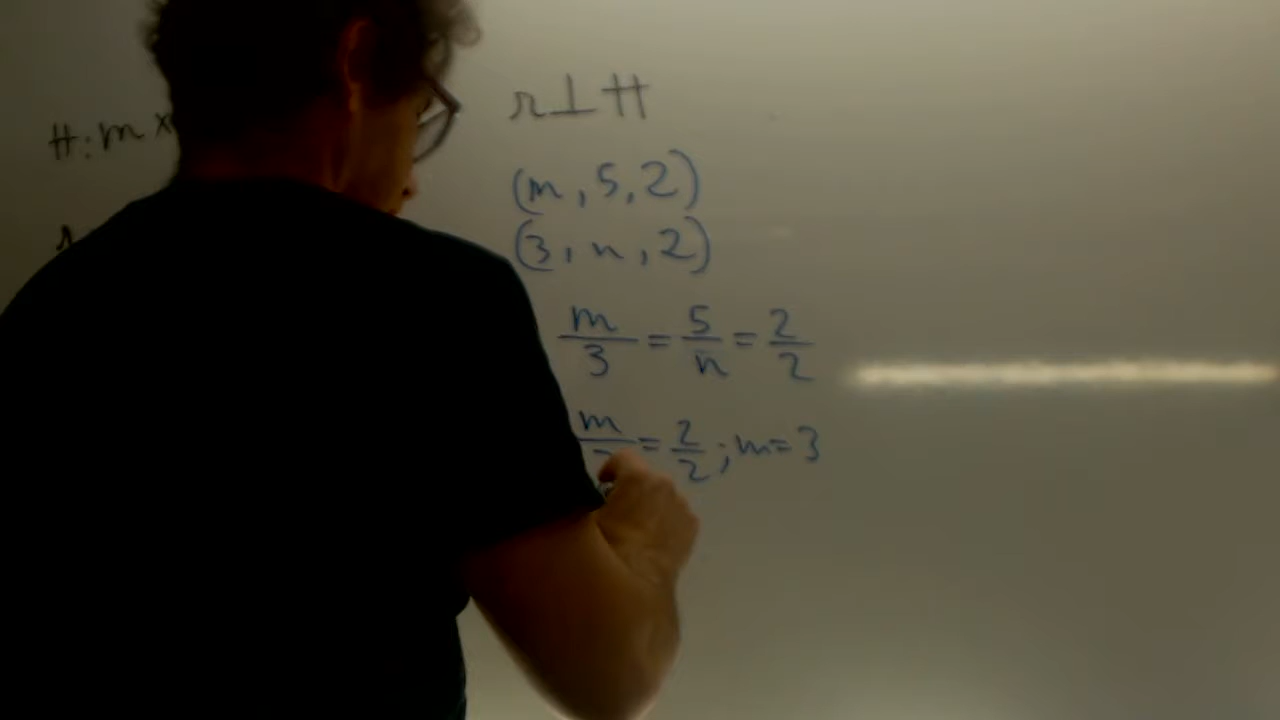 r ⊥ π
(m, 5, 2)
(3, n, 2)
m/3 = 5/n = 2/2
m/3 = 2/2 ; m = 3
π: m x
r